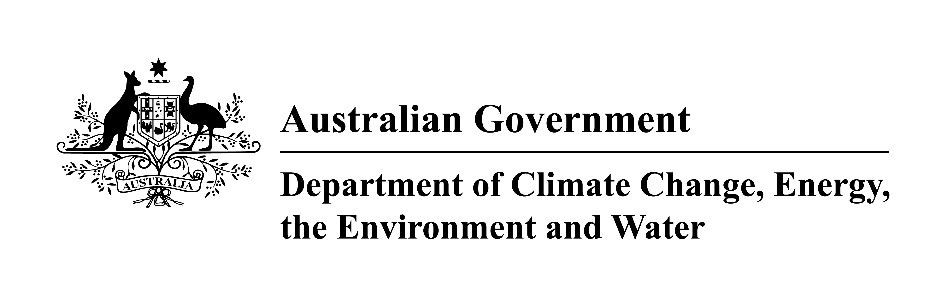 Australian Government
Department of Climate Change, Energy,
the Environment and Water
AUSTRALIA